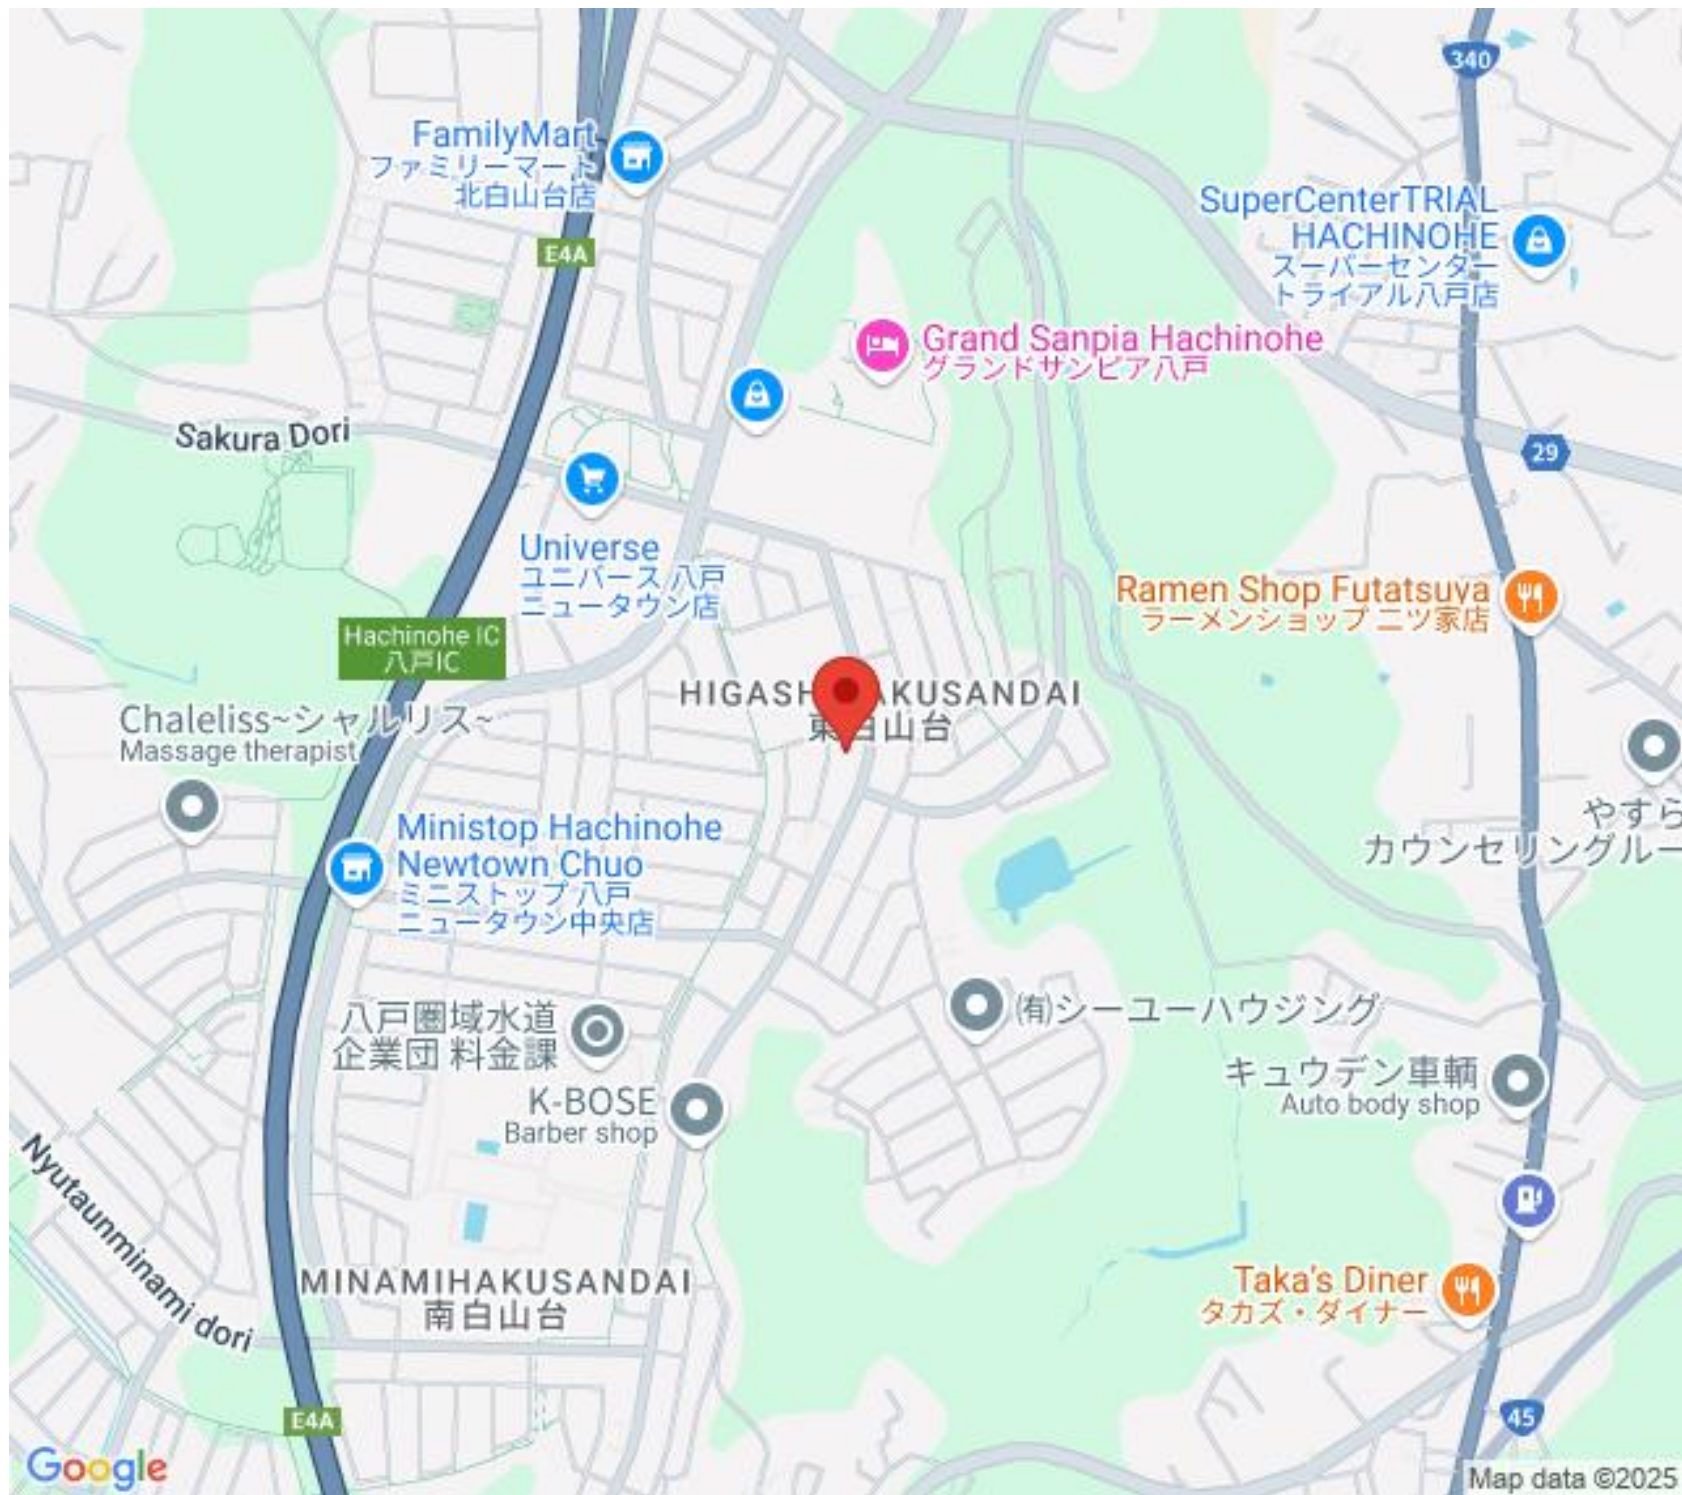 340
FamilyMart
ファミリーマート
北白山台店
SuperCenterTRIAL
HACHINOHE
スーパーセンター
トライアル八戸店
E4A
Grand Sanpia Hachinohe
グランドサンピア八戸
Sakura Dori
29
Universe
ユニバース 八戸
ニュータウン店
Ramen Shop Futatsuya
ラーメンショップ 二ツ家店
Hachinohe IC
八戸IC
東白山台
Chaleliss~シャルリス~
Massage therapist
やすら
カウンセリングルー
Ministop Hachinohe
Newtown Chuo
ミニストップ 八戸
ニュータウン中央店
㈲シーユーハウジング
八戸圏域水道
企業団 料金課
キュウデン車輌
Auto body shop
K-BOSE
Barber shop
Nyutaunminami dori
MINAMIHAKUSANDAI
南白山台
Taka's Diner
タカズ・ダイナー
E4A
45
Google
Map data ©2025